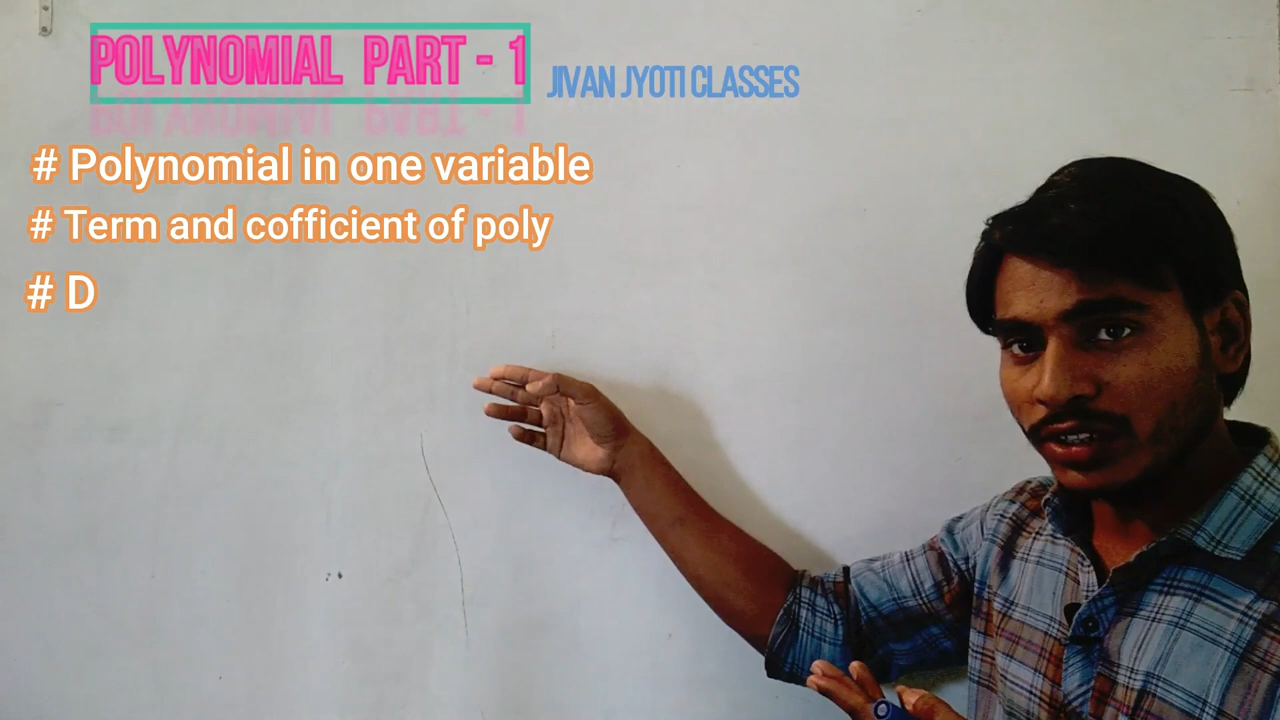 POLYNOMIAL PART - 1
JIVAN JYOTI CLASSES
# Polynomial in one variable
# Term and cofficient of poly
# D